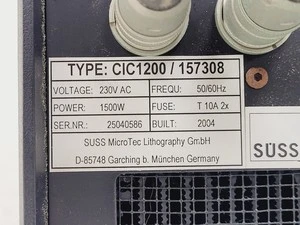 TYPE: CIC1200 / 157308
VOLTAGE: 230V AC FREQU: 50/60Hz
POWER: 1500W FUSE: T 10A 2x
SER.NR.: 25040586 BUILT: 2004
SUSS MicroTec Lithography GmbH
D-85748 Garching b. München Germany
SÜSS